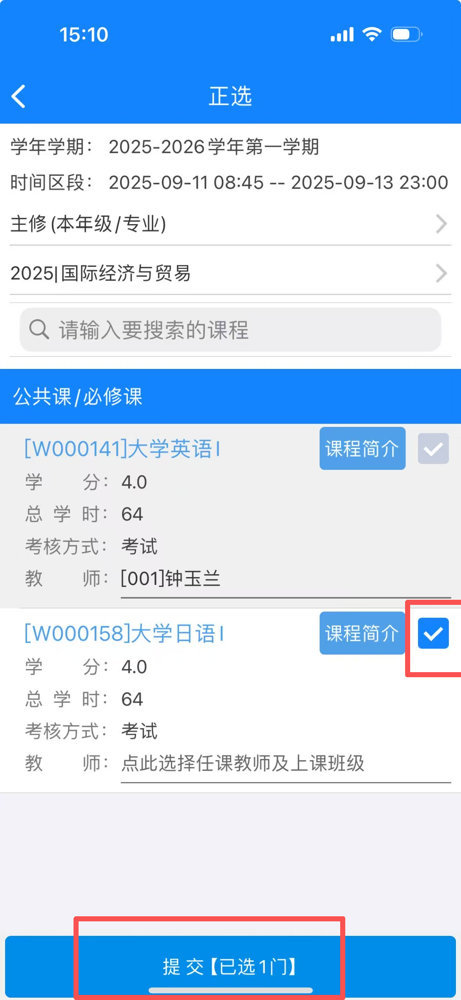 15:10
正选
学年学期： 2025-2026学年第一学期
时间区段： 2025-09-11 08:45 -- 2025-09-13 23:00
主修(本年级/专业)
2025|国际经济与贸易
请输入要搜索的课程
公共课/必修课
[W000141]大学英语I 课程简介
学 分： 4.0
总 学 时： 64
考核方式： 考试
教 师： [001]钟玉兰
[W000158]大学日语I 课程简介
学 分： 4.0
总 学 时： 64
考核方式： 考试
教 师： 点此选择任课教师及上课班级
提 交【已选1门】